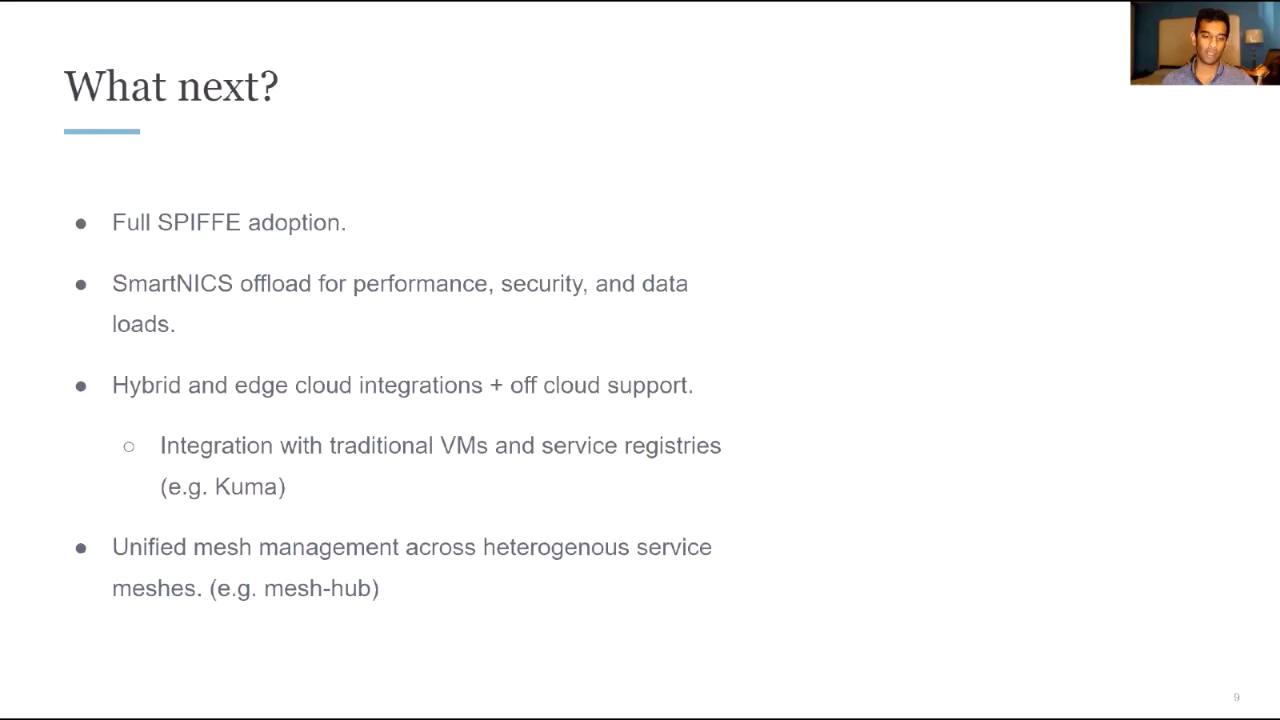 What next?
● Full SPIFFE adoption.
● SmartNICS offload for performance, security, and data
loads.
● Hybrid and edge cloud integrations + off cloud support.
○ Integration with traditional VMs and service registries
(e.g. Kuma)
● Unified mesh management across heterogenous service
meshes. (e.g. mesh-hub)
9